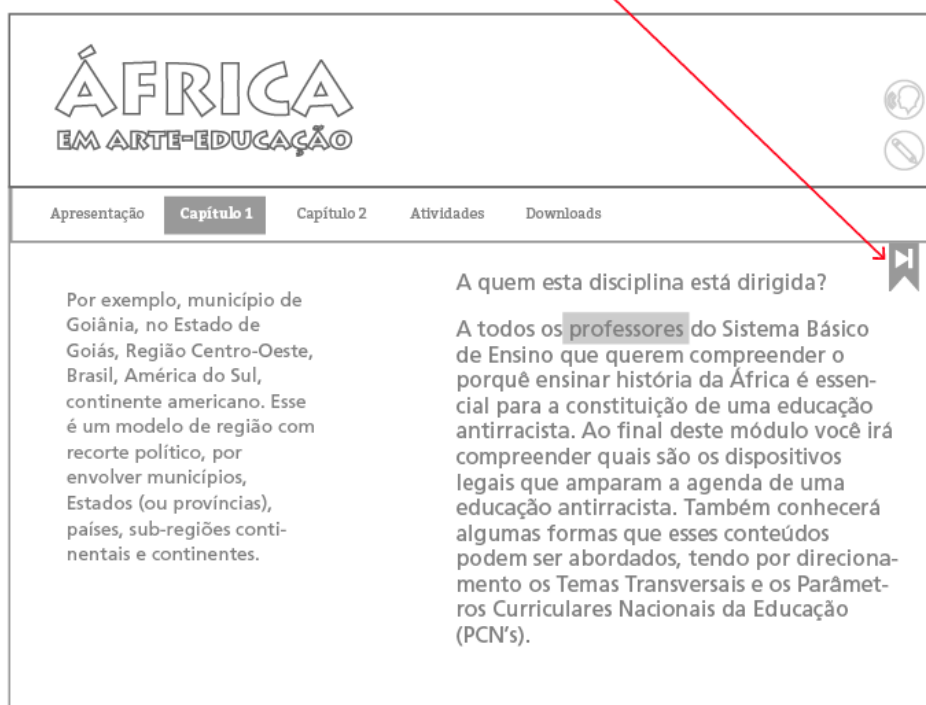 ÁFRICA
EM ARTE-EDUCAÇÃO
Apresentação Capítulo 1 Capítulo 2 Atividades Downloads
Por exemplo, município de
Goiânia, no Estado de
Goiás, Região Centro-Oeste,
Brasil, América do Sul,
continente americano. Esse
é um modelo de região com
recorte político, por
envolver municípios,
Estados (ou províncias),
países, sub-regiões conti-
nentais e continentes.
A quem esta disciplina está dirigida?
A todos os professores do Sistema Básico
de Ensino que querem compreender o
porquê ensinar história da África é essen-
cial para a constituição de uma educação
antirracista. Ao final deste módulo você irá
compreender quais são os dispositivos
legais que amparam a agenda de uma
educação antirracista. Também conhecerá
algumas formas que esses conteúdos
podem ser abordados, tendo por direciona-
mento os Temas Transversais e os Parâmet-
ros Curriculares Nacionais da Educação
(PCN's).